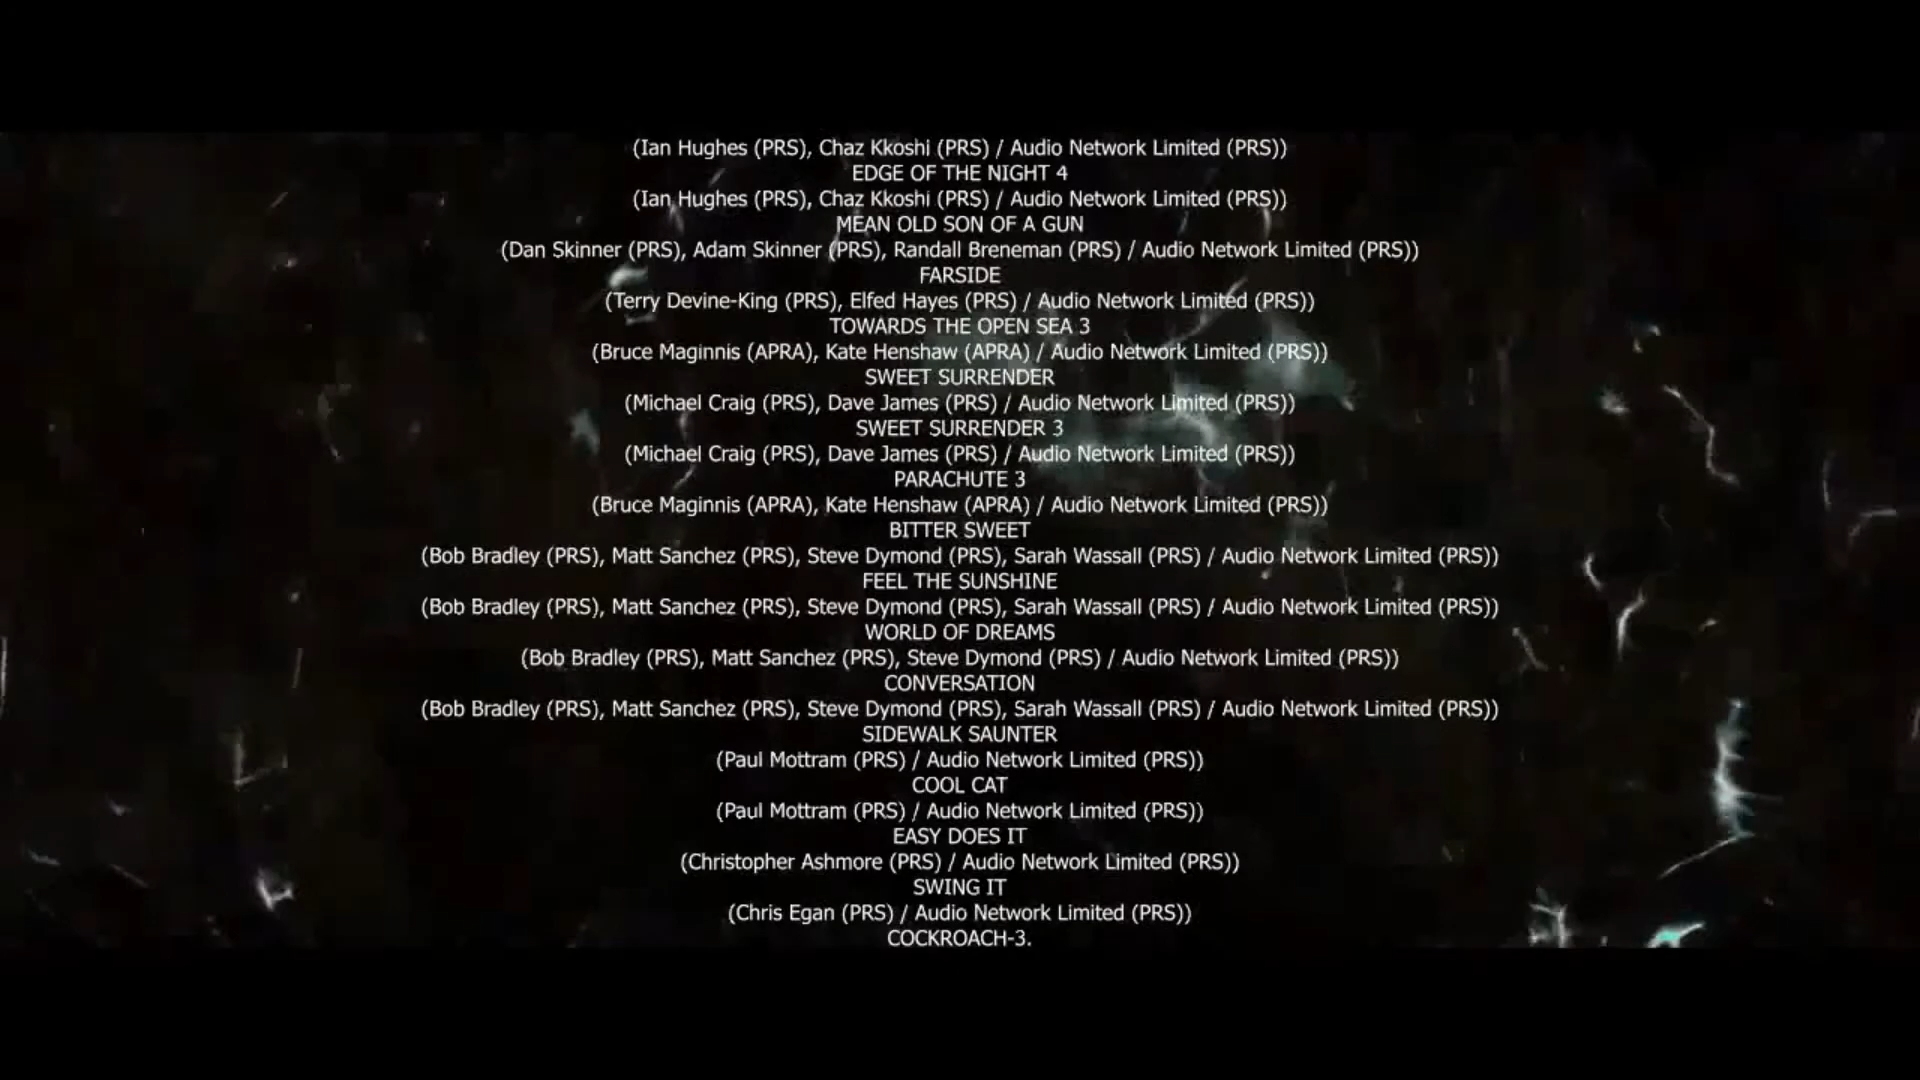 (Ian Hughes (PRS), Chaz Kkoshi (PRS) / Audio Network Limited (PRS))
EDGE OF THE NIGHT 4
(Ian Hughes (PRS), Chaz Kkoshi (PRS) / Audio Network Limited (PRS))
MEAN OLD SON OF A GUN
(Dan Skinner (PRS), Adam Skinner (PRS), Randall Breneman (PRS) / Audio Network Limited (PRS))
FARSIDE
(Terry Devine-King (PRS), Elfed Hayes (PRS) / Audio Network Limited (PRS))
TOWARDS THE OPEN SEA 3
(Bruce Maginnis (APRA), Kate Henshaw (APRA) / Audio Network Limited (PRS))
SWEET SURRENDER
(Michael Craig (PRS), Dave James (PRS) / Audio Network Limited (PRS))
SWEET SURRENDER 3
(Michael Craig (PRS), Dave James (PRS) / Audio Network Limited (PRS))
PARACHUTE 3
(Bruce Maginnis (APRA), Kate Henshaw (APRA) / Audio Network Limited (PRS))
BITTER SWEET
(Bob Bradley (PRS), Matt Sanchez (PRS), Steve Dymond (PRS), Sarah Wassall (PRS) / Audio Network Limited (PRS))
FEEL THE SUNSHINE
(Bob Bradley (PRS), Matt Sanchez (PRS), Steve Dymond (PRS), Sarah Wassall (PRS) / Audio Network Limited (PRS))
WORLD OF DREAMS
(Bob Bradley (PRS), Matt Sanchez (PRS), Steve Dymond (PRS) / Audio Network Limited (PRS))
CONVERSATION
(Bob Bradley (PRS), Matt Sanchez (PRS), Steve Dymond (PRS), Sarah Wassall (PRS) / Audio Network Limited (PRS))
SIDEWALK SAUNTER
(Paul Mottram (PRS) / Audio Network Limited (PRS))
COOL CAT
(Paul Mottram (PRS) / Audio Network Limited (PRS))
EASY DOES IT
(Christopher Ashmore (PRS) / Audio Network Limited (PRS))
SWING IT
(Chris Egan (PRS) / Audio Network Limited (PRS))
COCKROACH-3.